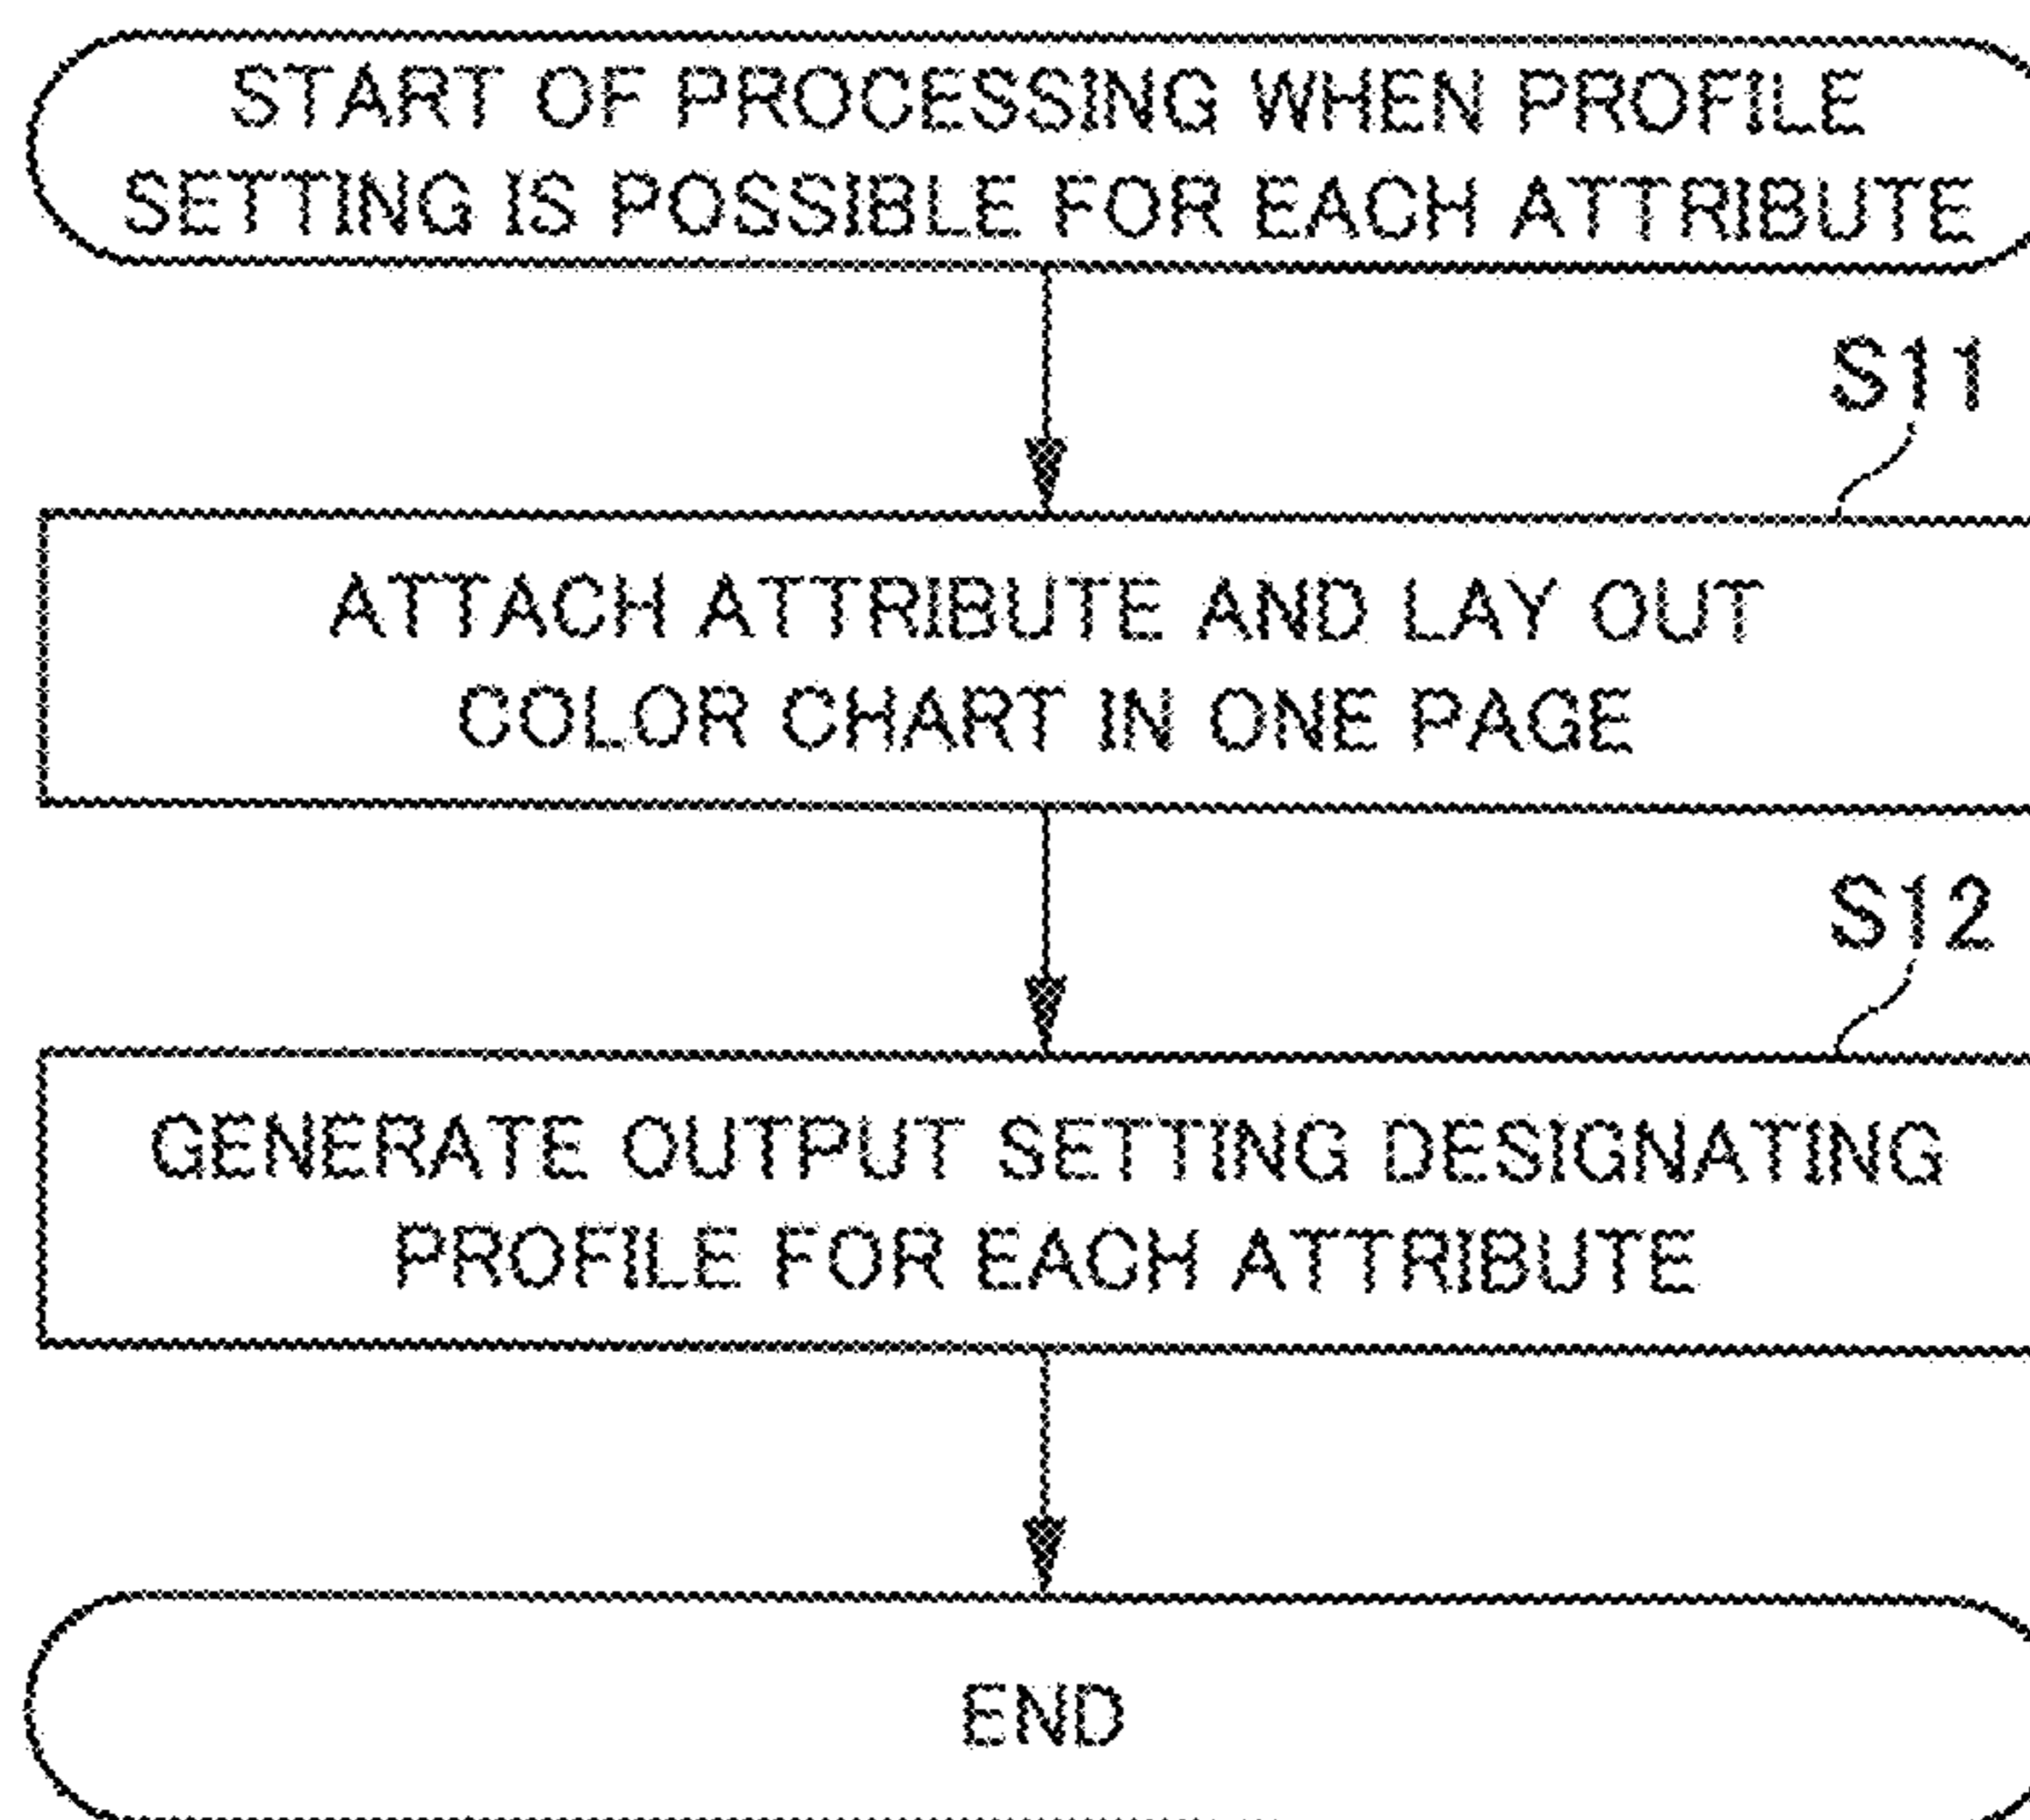 START OF PROCESSING WHEN PROFILE
SETTING IS POSSIBLE FOR EACH ATTRIBUTE
S11
ATTACH ATTRIBUTE AND LAY OUT
COLOR CHART IN ONE PAGE
S12
GENERATE OUTPUT SETTING DESIGNATING
PROFILE FOR EACH ATTRIBUTE
END